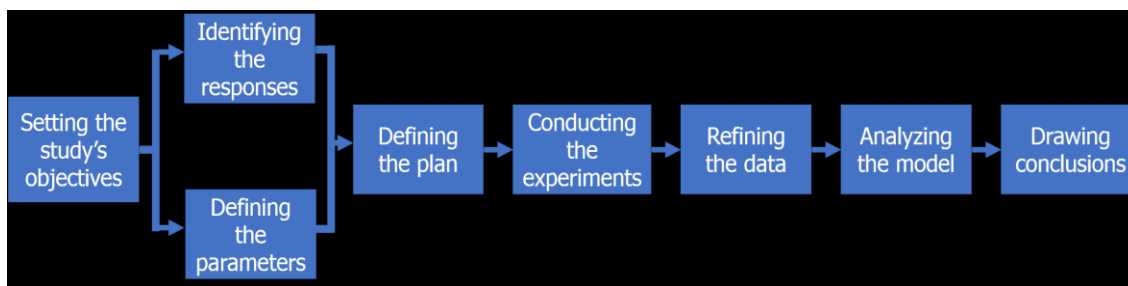 Setting the
study's
objectives
Identifying
the
responses
Defining
the
parameters
Defining
the plan
Conducting
the
experiments
Refining
the data
Analyzing
the model
Drawing
conclusions